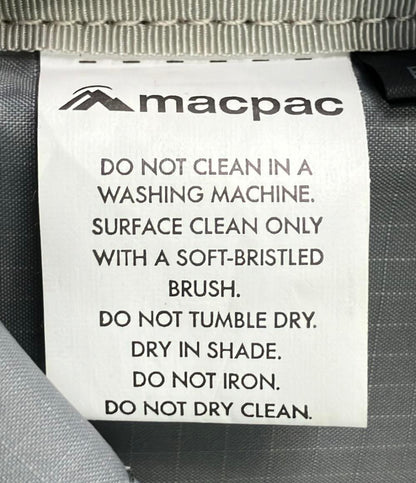 macpac
DO NOT CLEAN IN A
WASHING MACHINE.
SURFACE CLEAN ONLY
WITH A SOFT-BRISTLED
BRUSH.
DO NOT TUMBLE DRY.
DRY IN SHADE.
DO NOT IRON.
DO NOT DRY CLEAN.